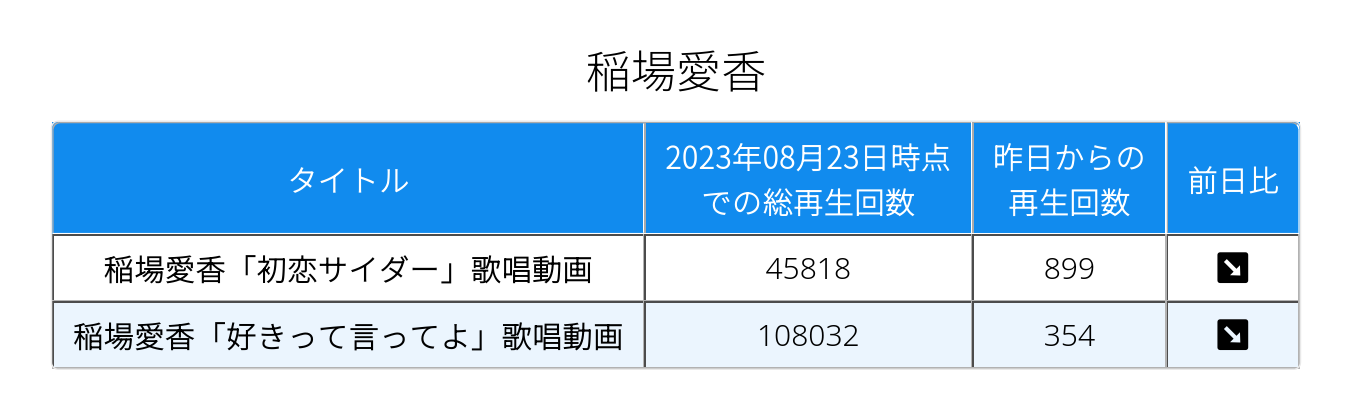 稲場愛香
タイトル
2023年08月23日時点
での総再生回数
昨日からの
再生回数
前日比
稲場愛香「初恋サイダー」歌唱動画
45818
899
↘
稲場愛香「好きって言ってよ」歌唱動画
108032
354
↘